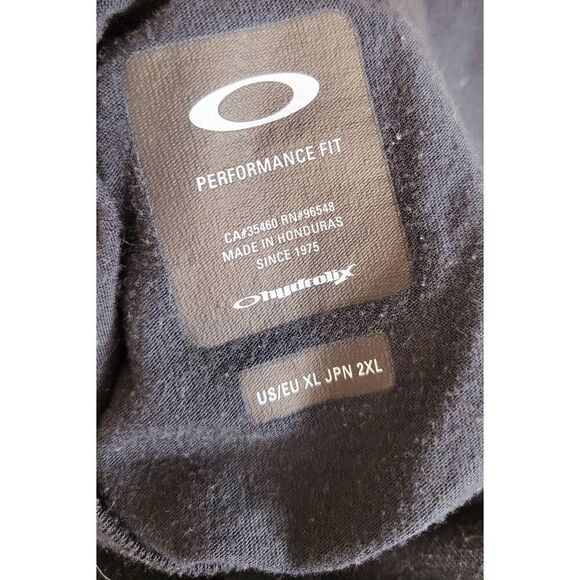 PERFORMANCE FIT
CA#35460 RN#96548
MADE IN HONDURAS
SINCE 1975
hydrolix
US/EU XL JPN 2XL